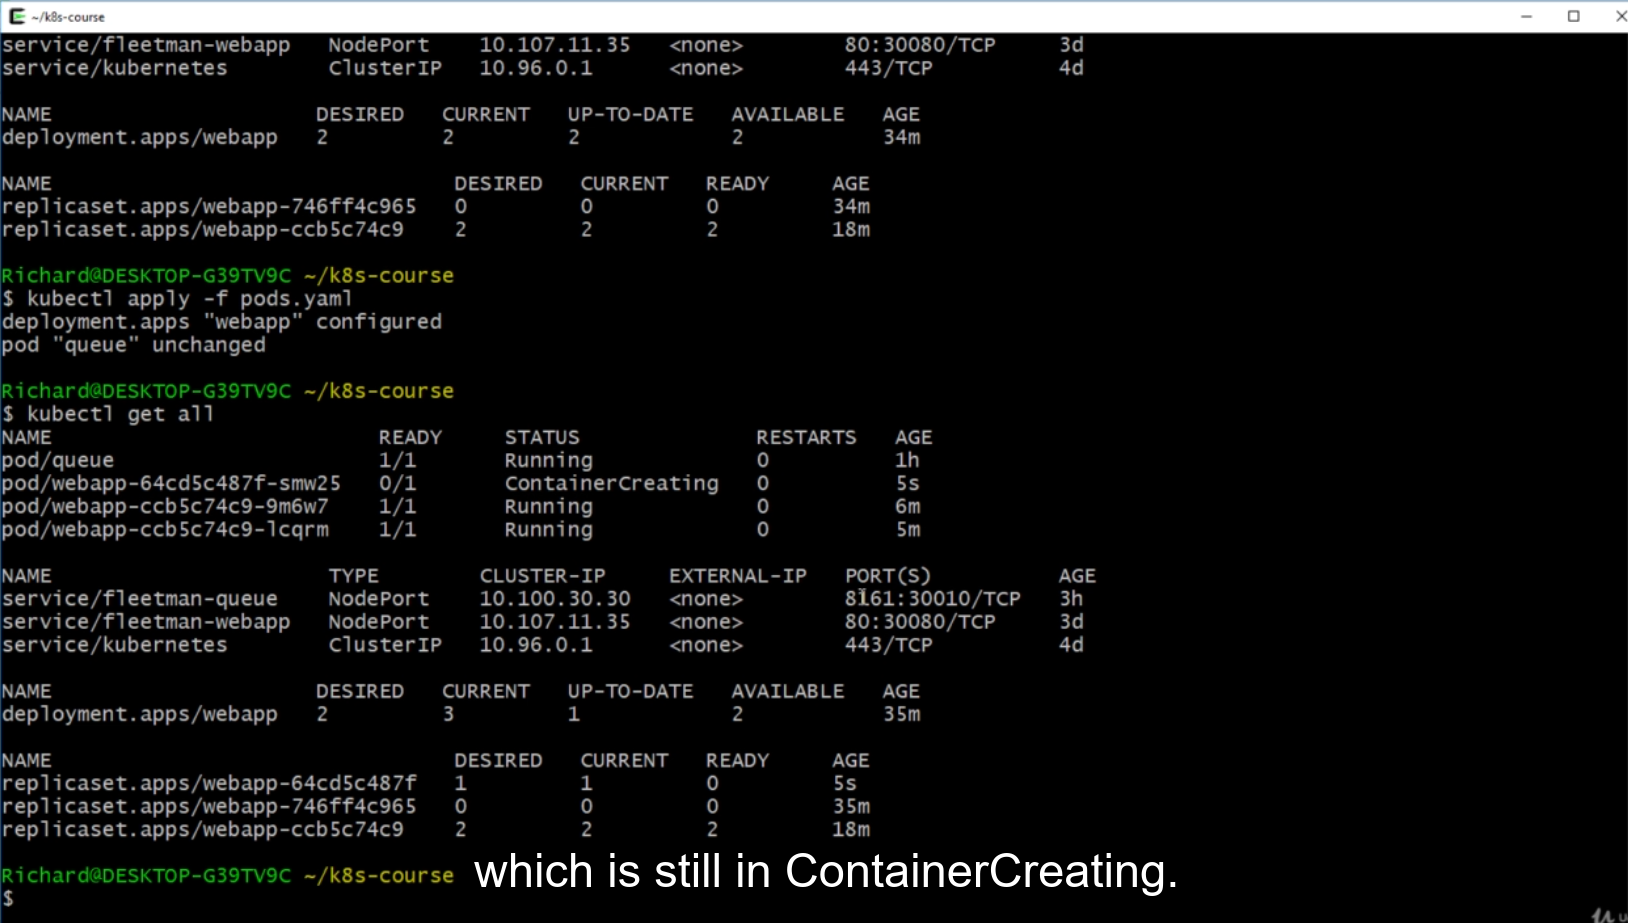 ~/k8s-course
service/fleetman-webapp NodePort 10.107.11.35 <none> 80:30080/TCP 3d
service/kubernetes ClusterIP 10.96.0.1 <none> 443/TCP 4d
NAME DESIRED CURRENT UP-TO-DATE AVAILABLE AGE
deployment.apps/webapp 2 2 2 2 34m
NAME DESIRED CURRENT READY AGE
replicaset.apps/webapp-746ff4c965 0 0 0 34m
replicaset.apps/webapp-ccb5c74c9 2 2 2 18m
Richard@DESKTOP-G39TV9C ~/k8s-course
$ kubectl apply -f pods.yaml
deployment.apps "webapp" configured
pod "queue" unchanged
Richard@DESKTOP-G39TV9C ~/k8s-course
$ kubectl get all
NAME READY STATUS RESTARTS AGE
pod/queue 1/1 Running 0 1h
pod/webapp-64cd5c487f-smw25 0/1 ContainerCreating 0 5s
pod/webapp-ccb5c74c9-9m6w7 1/1 Running 0 6m
pod/webapp-ccb5c74c9-lcqrm 1/1 Running 0 5m
NAME TYPE CLUSTER-IP EXTERNAL-IP PORT(S) AGE
service/fleetman-queue NodePort 10.100.30.30 <none> 8161:30010/TCP 3h
service/fleetman-webapp NodePort 10.107.11.35 <none> 80:30080/TCP 3d
service/kubernetes ClusterIP 10.96.0.1 <none> 443/TCP 4d
NAME DESIRED CURRENT UP-TO-DATE AVAILABLE AGE
deployment.apps/webapp 2 3 1 2 35m
NAME DESIRED CURRENT READY AGE
replicaset.apps/webapp-64cd5c487f 1 1 0 5s
replicaset.apps/webapp-746ff4c965 0 0 0 35m
replicaset.apps/webapp-ccb5c74c9 2 2 2 18m
Richard@DESKTOP-G39TV9C ~/k8s-course
$
which is still in ContainerCreating.